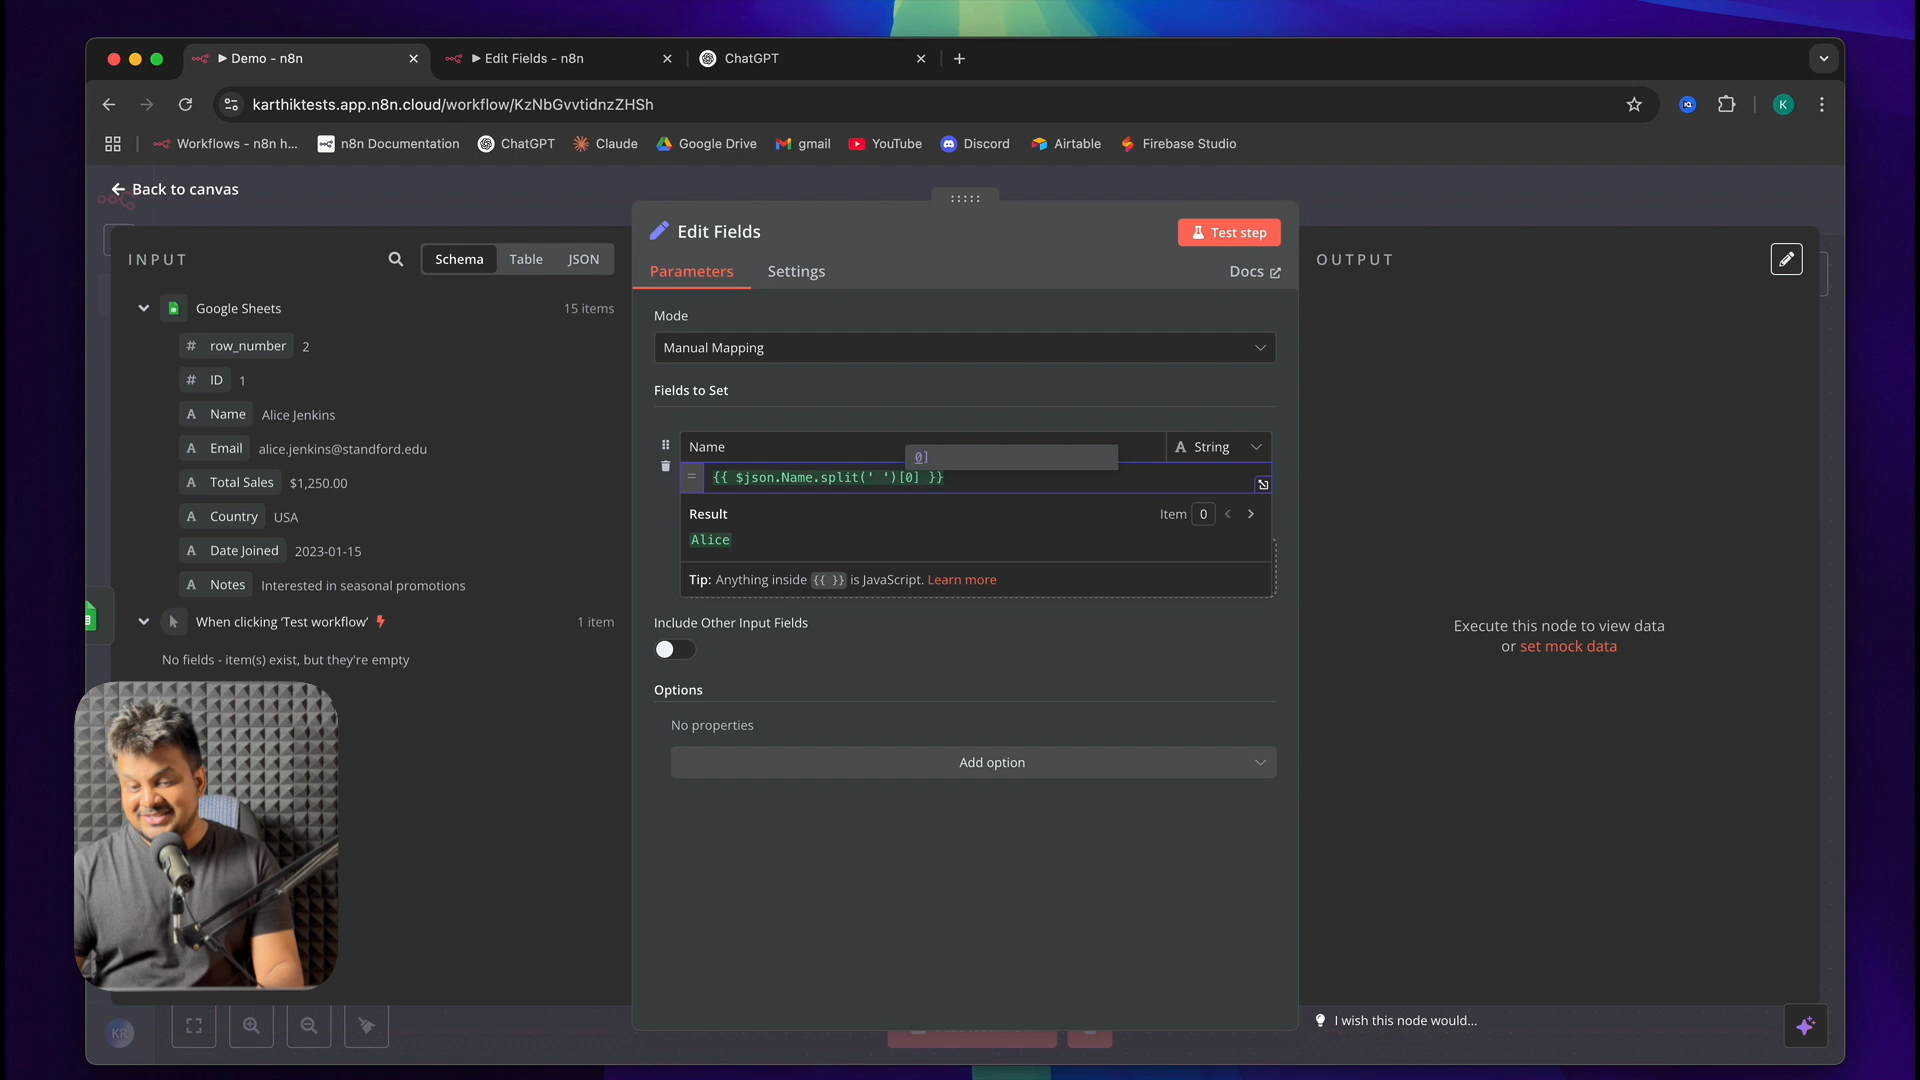 Demo - n8n
Edit Fields - n8n
ChatGPT
karthiktests.app.n8n.cloud/workflow/KzNbGvvtidnzZHSh
K
Workflows - n8n h...
n8n Documentation
ChatGPT
Claude
Google Drive
gmail
YouTube
Discord
Airtable
Firebase Studio
Back to canvas
INPUT
Schema
Table
JSON
Google Sheets
15 items
# row_number 2
# ID 1
A Name Alice Jenkins
A Email alice.jenkins@standford.edu
A Total Sales $1,250.00
A Country USA
A Date Joined 2023-01-15
A Notes Interested in seasonal promotions
When clicking ‘Test workflow’
1 item
No fields - item(s) exist, but they're empty
KR
Edit Fields
Test step
Parameters
Settings
Docs
Mode
Manual Mapping
Fields to Set
Name
A String
0]
= {{ $json.Name.split(' ')[0] }}
Result
Item 0
Alice
Tip: Anything inside {{ }} is JavaScript. Learn more
Include Other Input Fields
Options
No properties
Add option
OUTPUT
Execute this node to view data
or set mock data
I wish this node would...